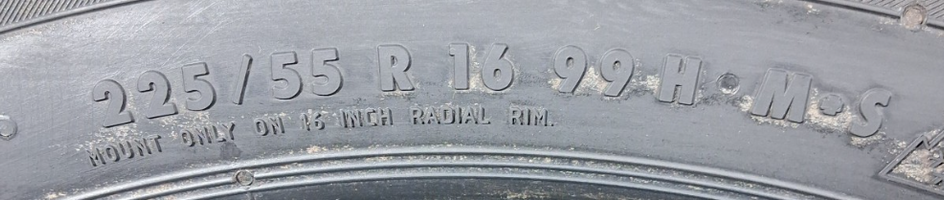 225/55 R 16 99 H • M•S
MOUNT ONLY ON 16 INCH RADIAL RIM.